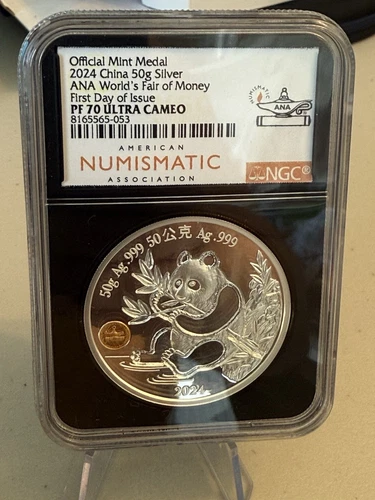 Official Mint Medal
2024 China 50g Silver
ANA World's Fair of Money
First Day of Issue
PF 70 ULTRA CAMEO
8165565-053
NUMISMATIC
ANA
AMERICAN
NUMISMATIC
ASSOCIATION
NGC®
50g Ag.999 50公克 Ag.999
2024